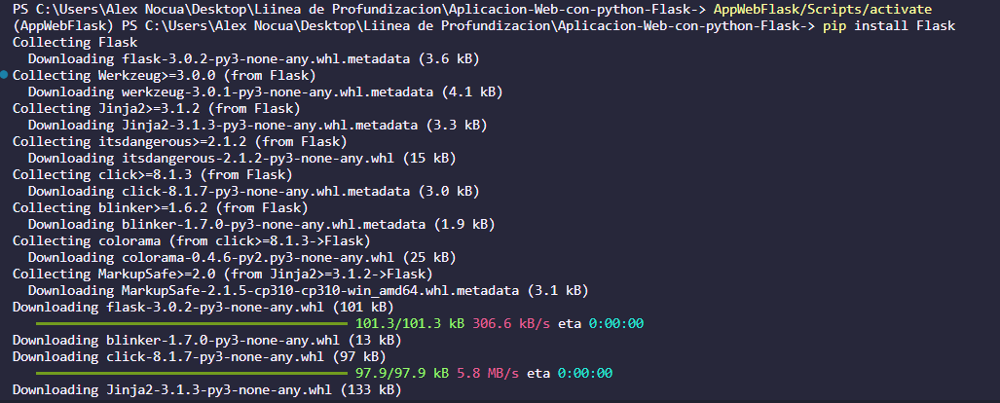 PS C:\Users\Alex Nocua\Desktop\Liinea de Profundizacion\Aplicacion-Web-con-python-Flask-> AppWebFlask/Scripts/activate
(AppWebFlask) PS C:\Users\Alex Nocua\Desktop\Liinea de Profundizacion\Aplicacion-Web-con-python-Flask-> pip install Flask
Collecting Flask
  Downloading flask-3.0.2-py3-none-any.whl.metadata (3.6 kB)
Collecting Werkzeug>=3.0.0 (from Flask)
  Downloading werkzeug-3.0.1-py3-none-any.whl.metadata (4.1 kB)
Collecting Jinja2>=3.1.2 (from Flask)
  Downloading Jinja2-3.1.3-py3-none-any.whl.metadata (3.3 kB)
Collecting itsdangerous>=2.1.2 (from Flask)
  Downloading itsdangerous-2.1.2-py3-none-any.whl (15 kB)
Collecting click>=8.1.3 (from Flask)
  Downloading click-8.1.7-py3-none-any.whl.metadata (3.0 kB)
Collecting blinker>=1.6.2 (from Flask)
  Downloading blinker-1.7.0-py3-none-any.whl.metadata (1.9 kB)
Collecting colorama (from click>=8.1.3->Flask)
  Downloading colorama-0.4.6-py2.py3-none-any.whl (25 kB)
Collecting MarkupSafe>=2.0 (from Jinja2>=3.1.2->Flask)
  Downloading MarkupSafe-2.1.5-cp310-cp310-win_amd64.whl.metadata (3.1 kB)
Downloading flask-3.0.2-py3-none-any.whl (101 kB)
101.3/101.3 kB 306.6 kB/s eta 0:00:00
Downloading blinker-1.7.0-py3-none-any.whl (13 kB)
Downloading click-8.1.7-py3-none-any.whl (97 kB)
97.9/97.9 kB 5.8 MB/s eta 0:00:00
Downloading Jinja2-3.1.3-py3-none-any.whl (133 kB)